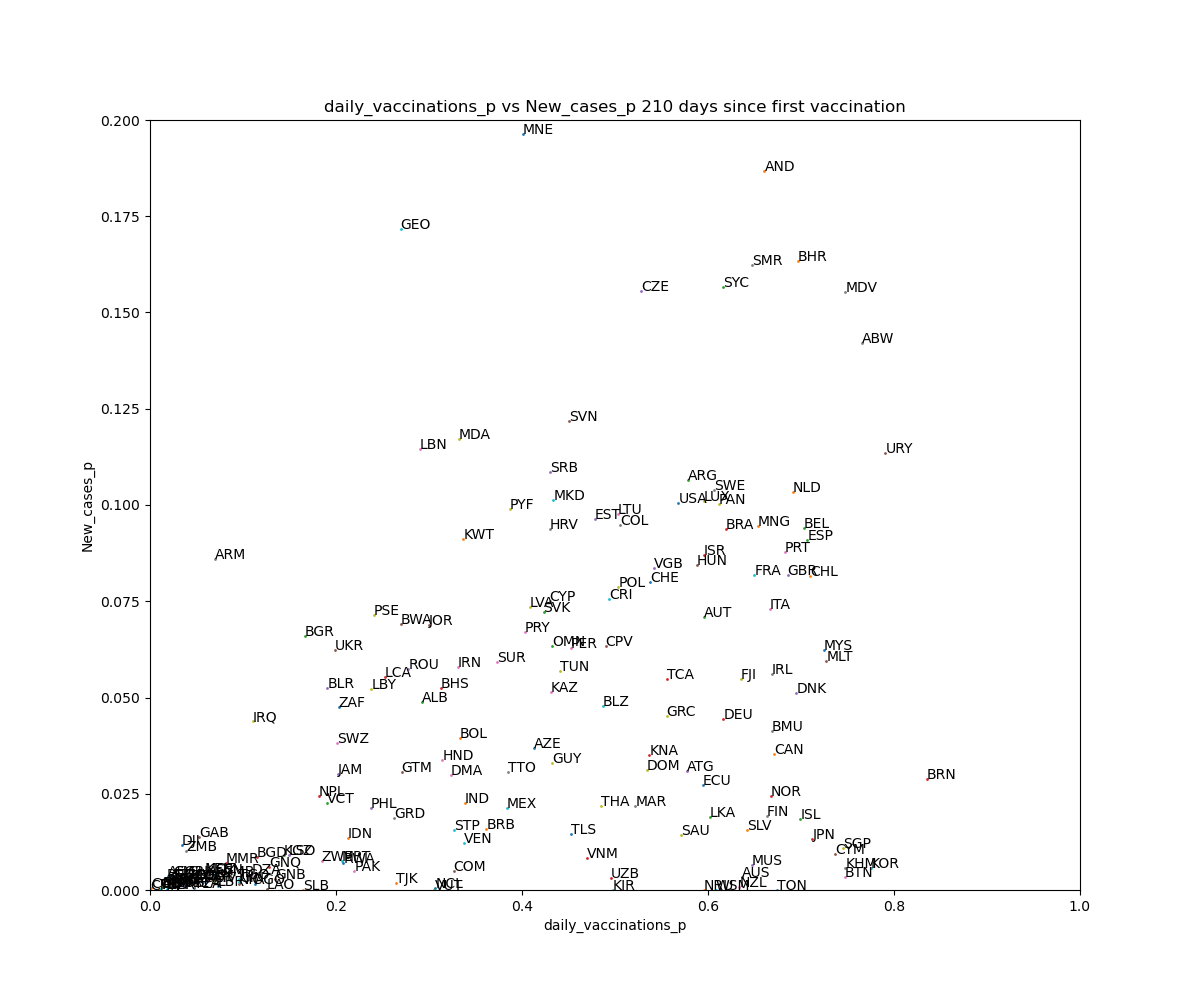 daily_vaccinations_p vs New_cases_p 210 days since first vaccination
0.200
MNE
AND
0.175
GEO
BHR
SMR
SYC
CZE
MDV
0.150
ABW
0.125
SVN
MDA
LBN
URY
SRB
ARG
SWE
NLD
MKD
USA
LUX
PAN
0.100
PYF
LTU
EST
COL
MNG
BEL
HRV
BRA
KWT
ESP
PRT
ISR
ARM
HUN
VGB
FRA
GBR
CHL
CHE
POL
CRI
CYP
LVA
SVK
ITA
0.075
PSE
AUT
BWA
JOR
PRY
BGR
OMN
PER
CPV
UKR
MYS
MLT
SUR
ROU
IRN
TUN
IRL
LCA
TCA
FJI
BLR
LBY
BHS
KAZ
DNK
0.050
ALB
ZAF
BLZ
GRC
DEU
IRQ
BMU
BOL
SWZ
AZE
KNA
CAN
HND
GUY
GTM
DMA
TTO
DOM
ATG
JAM
BRN
ECU
0.025
NPL
VCT
IND
NOR
PHL
MEX
THA
MAR
GRD
LKA
FIN
ISL
STP
BRB
SLV
GAB
IDN
TLS
SAU
JPN
DJI
ZMB
VEN
SGP
CYM
BGD
KGZ
MMR
ZWE
VNM
MUS
KHM
KOR
GNQ
PAK
COM
DZA
UZB
AUS
BTN
GNB
TJK
NCL
VUT
NZL
LAO
SLB
KIR
NRU
WSM
TON
0.000
0.0
0.2
0.4
0.6
0.8
1.0
New_cases_p
daily_vaccinations_p